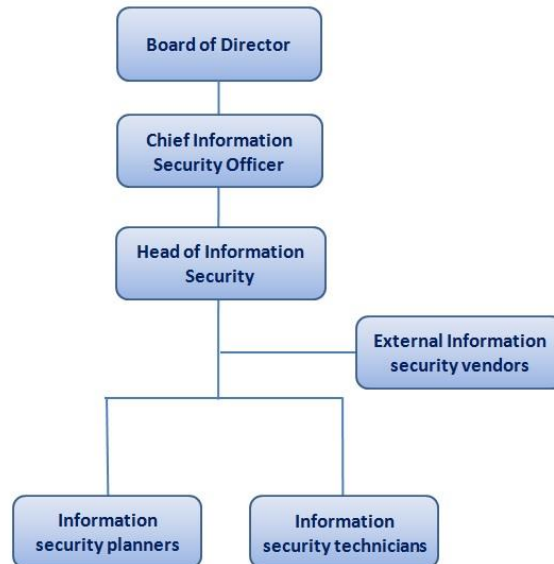 Board of Director
Chief Information
Security Officer
Head of Information
Security
External Information
security vendors
Information
security planners
Information
security technicians